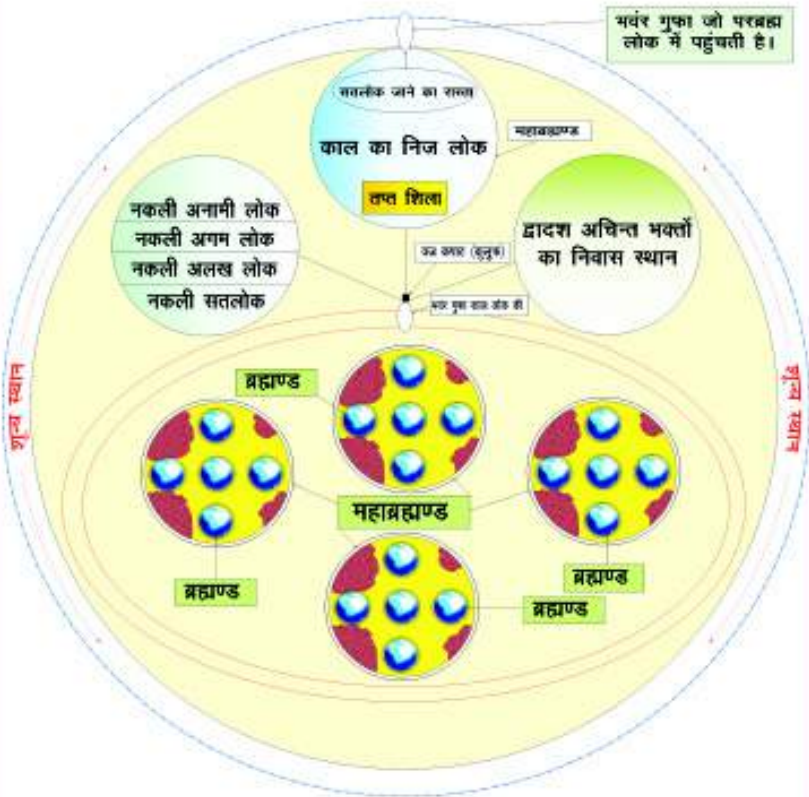 भवंर गुफा जो परब्रह्म
लोक में पहुंचती है।
सतलोक जाने का रास्ता
काल का निज लोक
महाब्रह्मण्ड
तप्त शिला
नकली अनामी लोक
नकली अगम लोक
नकली अलख लोक
नकली सतलोक
द्वादश अचिन्त भक्तों
का निवास स्थान
शून्य स्थान
शून्य स्थान
ब्रह्मण्ड
महाब्रह्मण्ड
ब्रह्मण्ड
ब्रह्मण्ड
ब्रह्मण्ड